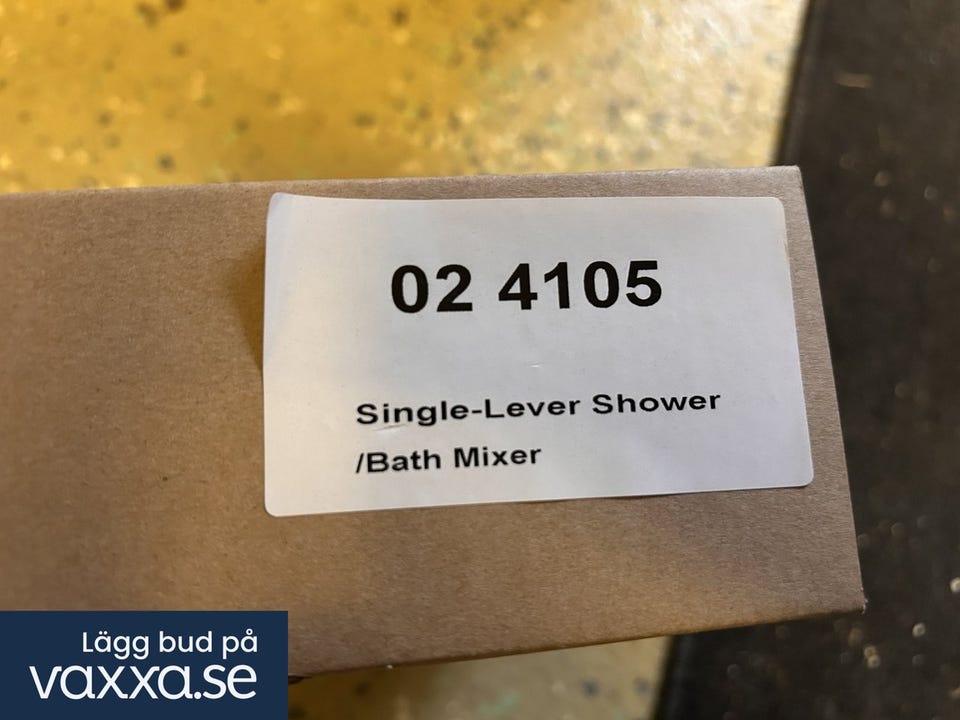 02 4105
Single-Lever Shower
/Bath Mixer
Lägg bud på
vaxxa.se